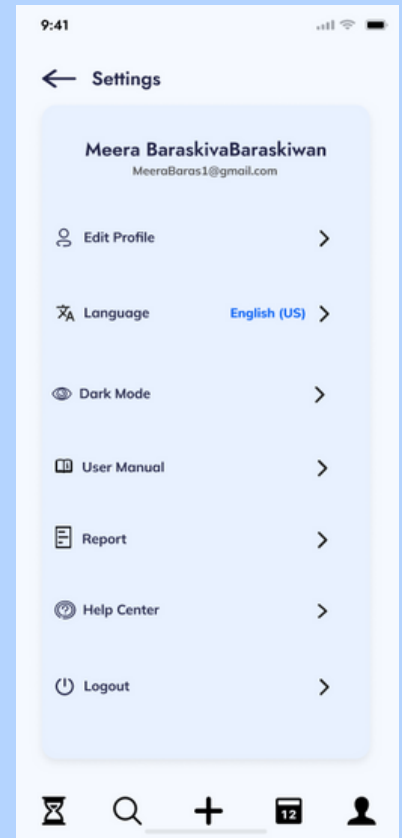 9:41
Settings
Meera BaraskivaBaraskiwan
MeeraBaras1@gmail.com
Edit Profile
Language English (US)
Dark Mode
User Manual
Report
Help Center
Logout
12